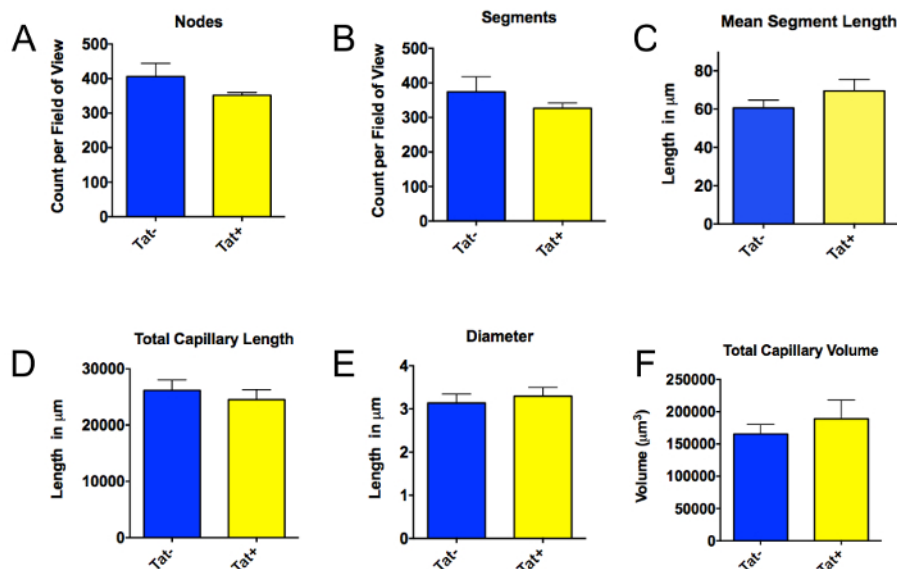 A
Nodes
Count per Field of View
500
400
300
200
100
0
Tat-
Tat+
B
Segments
Count per Field of View
500
400
300
200
100
0
Tat-
Tat+
C
Mean Segment Length
Length in μm
80
60
40
20
0
Tat-
Tat+
D
Total Capillary Length
Length in μm
30000
20000
10000
0
Tat-
Tat+
E
Diameter
Length in μm
4
3
2
1
0
Tat-
Tat+
F
Total Capillary Volume
Volume (μm³)
250000
200000
150000
100000
50000
0
Tat-
Tat+